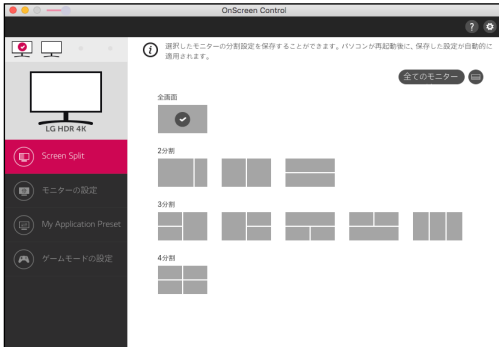 OnScreen Control
?
i 選択したモニターの分割設定を保存することができます。パソコンが再起動後に、保存した設定が自動的に
適用されます。
全てのモニター
LG HDR 4K
全画面
Screen Split
2分割
モニターの設定
3分割
My Application Preset
ゲームモードの設定
4分割